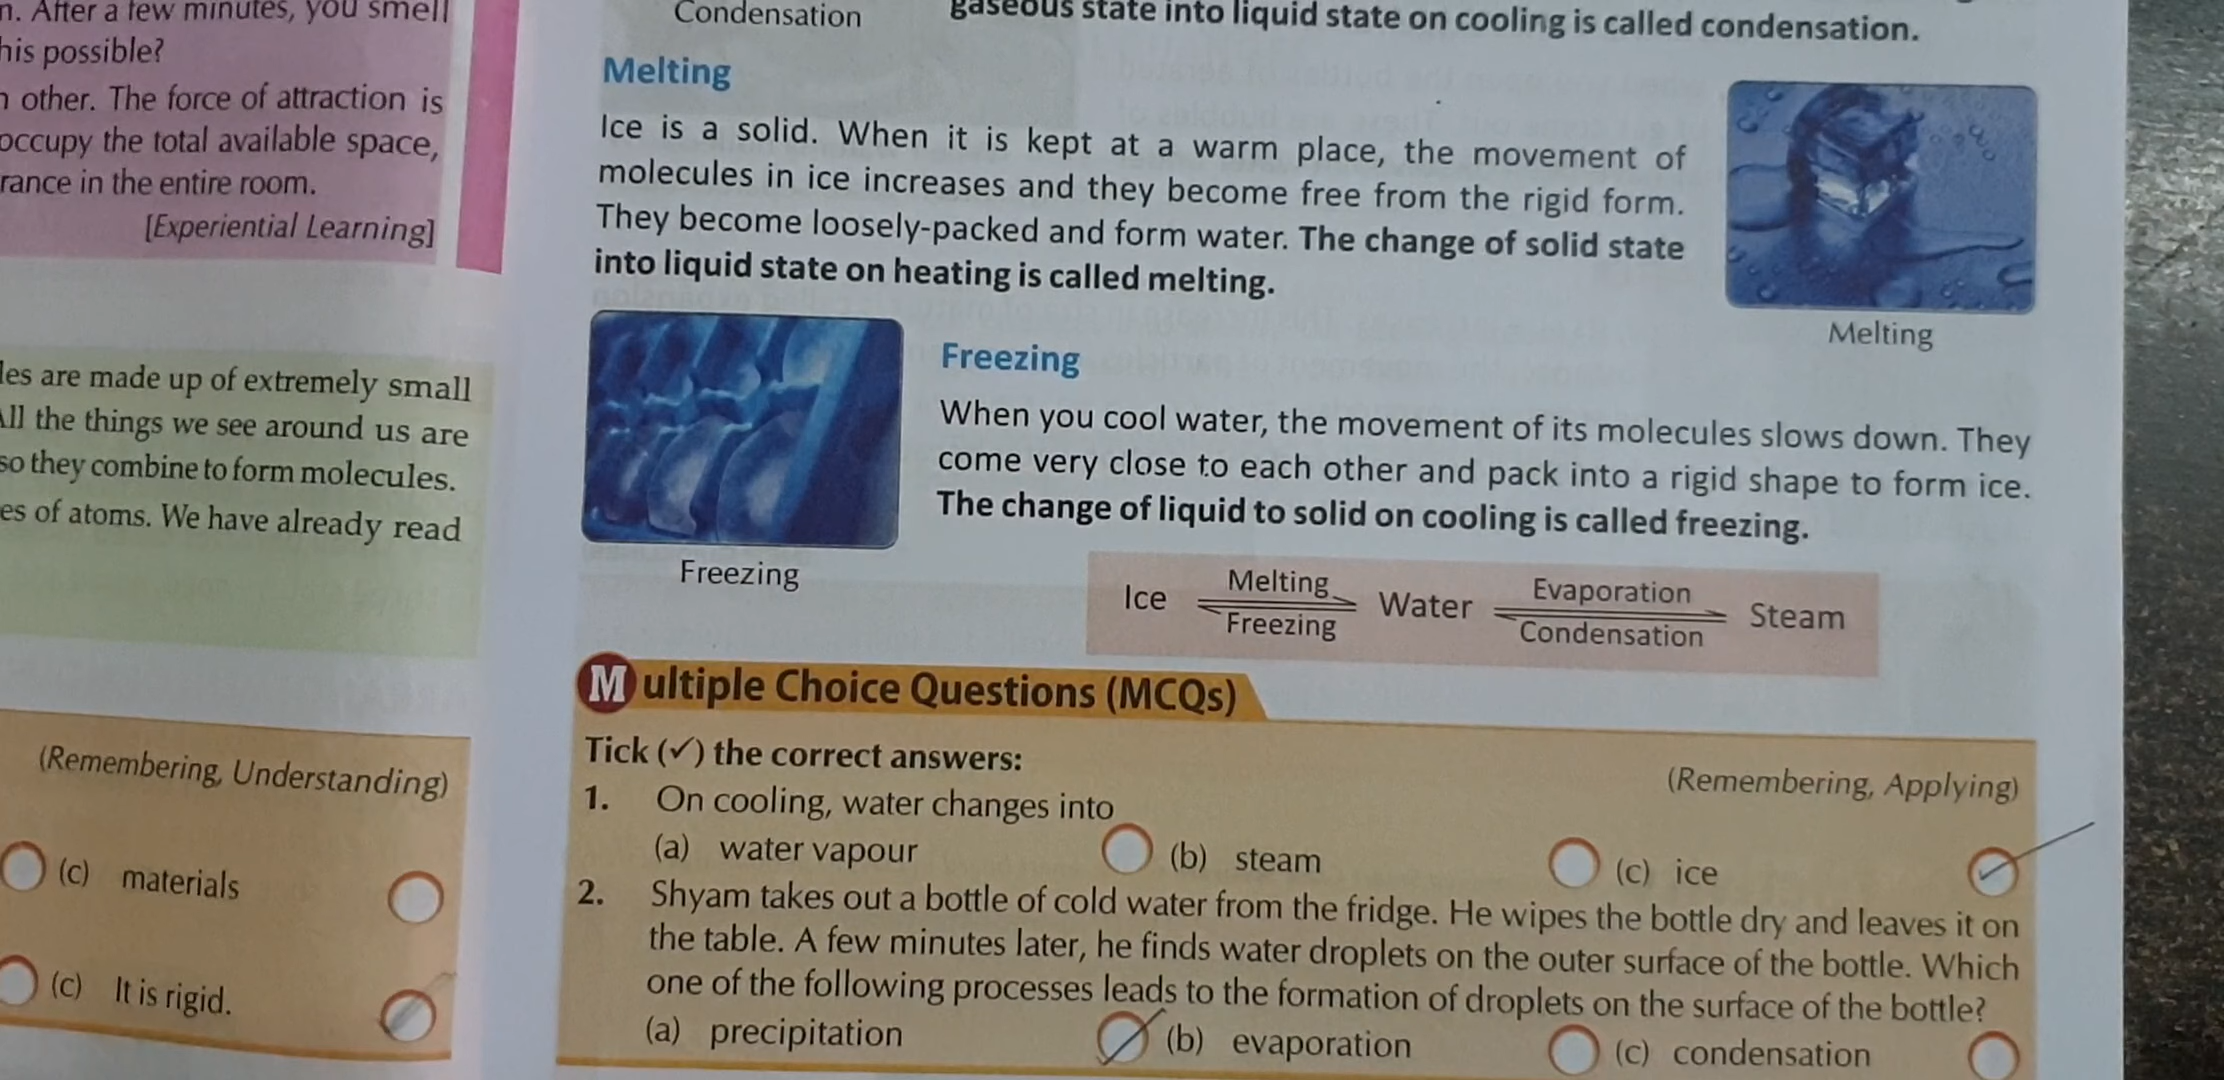 n. After a few minutes, you smell
his possible?
other. The force of attraction is
occupy the total available space,
rance in the entire room.
[Experiential Learning]
les are made up of extremely small
All the things we see around us are
so they combine to form molecules.
es of atoms. We have already read
(Remembering, Understanding)
(c) materials
(c) It is rigid.
Condensation
gaseous state into liquid state on cooling is called condensation.
Melting
Ice is a solid. When it is kept at a warm place, the movement of
molecules in ice increases and they become free from the rigid form.
They become loosely-packed and form water. The change of solid state
into liquid state on heating is called melting.
Melting
Freezing
When you cool water, the movement of its molecules slows down. They
come very close to each other and pack into a rigid shape to form ice.
The change of liquid to solid on cooling is called freezing.
Freezing
Ice Melting Freezing Water Evaporation Condensation Steam
Multiple Choice Questions (MCQs)
Tick (✓) the correct answers:
(Remembering, Applying)
1. On cooling, water changes into
(a) water vapour (b) steam (c) ice
2. Shyam takes out a bottle of cold water from the fridge. He wipes the bottle dry and leaves it on
the table. A few minutes later, he finds water droplets on the outer surface of the bottle. Which
one of the following processes leads to the formation of droplets on the surface of the bottle?
(a) precipitation (b) evaporation (c) condensation